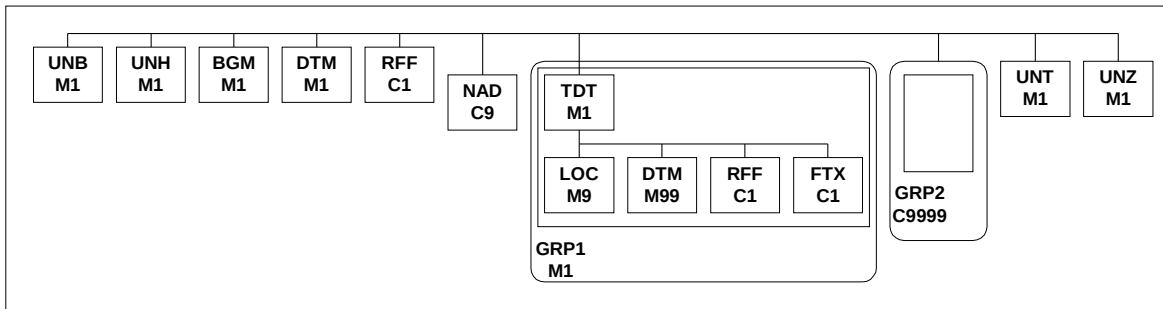 UNB
M1
UNH
M1
BGM
M1
DTM
M1
RFF
C1
NAD
C9
TDT
M1
LOC
M9
DTM
M99
RFF
C1
FTX
C1
GRP1
M1
GRP2
C9999
UNT
M1
UNZ
M1